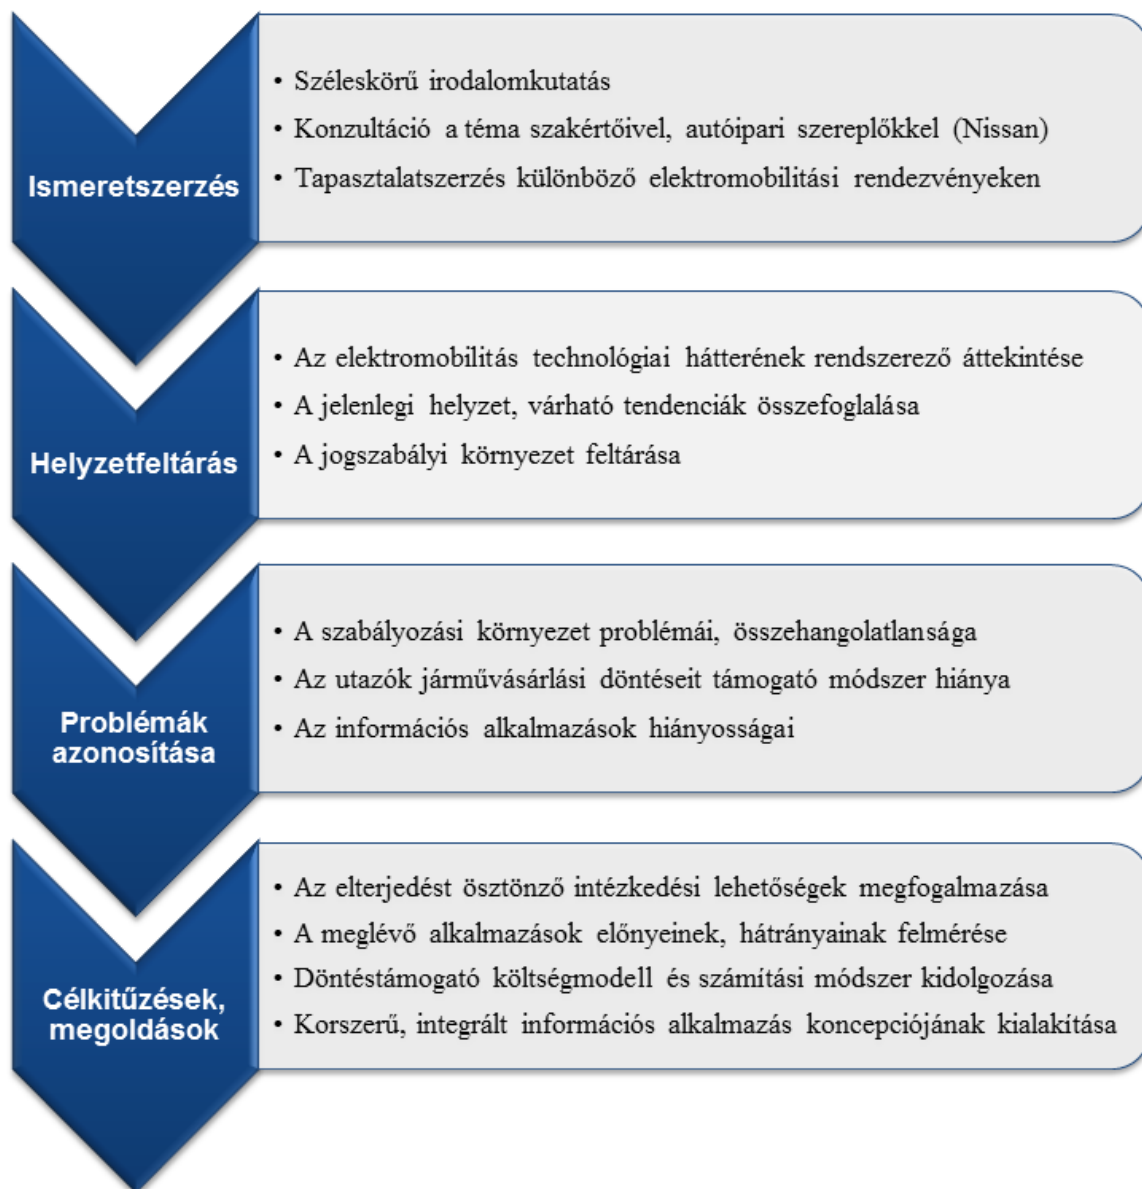 Ismeretszerzés
• Széleskörű irodalomkutatás
• Konzultáció a téma szakértőivel, autóipari szereplőkkel (Nissan)
• Tapasztalatszerzés különböző elektromobilitási rendezvényeken
Helyzetfeltárás
• Az elektromobilitás technológiai hátterének rendszerező áttekintése
• A jelenlegi helyzet, várható tendenciák összefoglalása
• A jogszabályi környezet feltárása
Problémák
azonosítása
• A szabályozási környezet problémái, összehangolatlansága
• Az utazók járművásárlási döntéseit támogató módszer hiánya
• Az információs alkalmazások hiányosságai
Célkitűzések,
megoldások
• Az elterjedést ösztönző intézkedési lehetőségek megfogalmazása
• A meglévő alkalmazások előnyeinek, hátrányainak felmérése
• Döntéstámogató költségmodell és számítási módszer kidolgozása
• Korszerű, integrált információs alkalmazás koncepciójának kialakítása